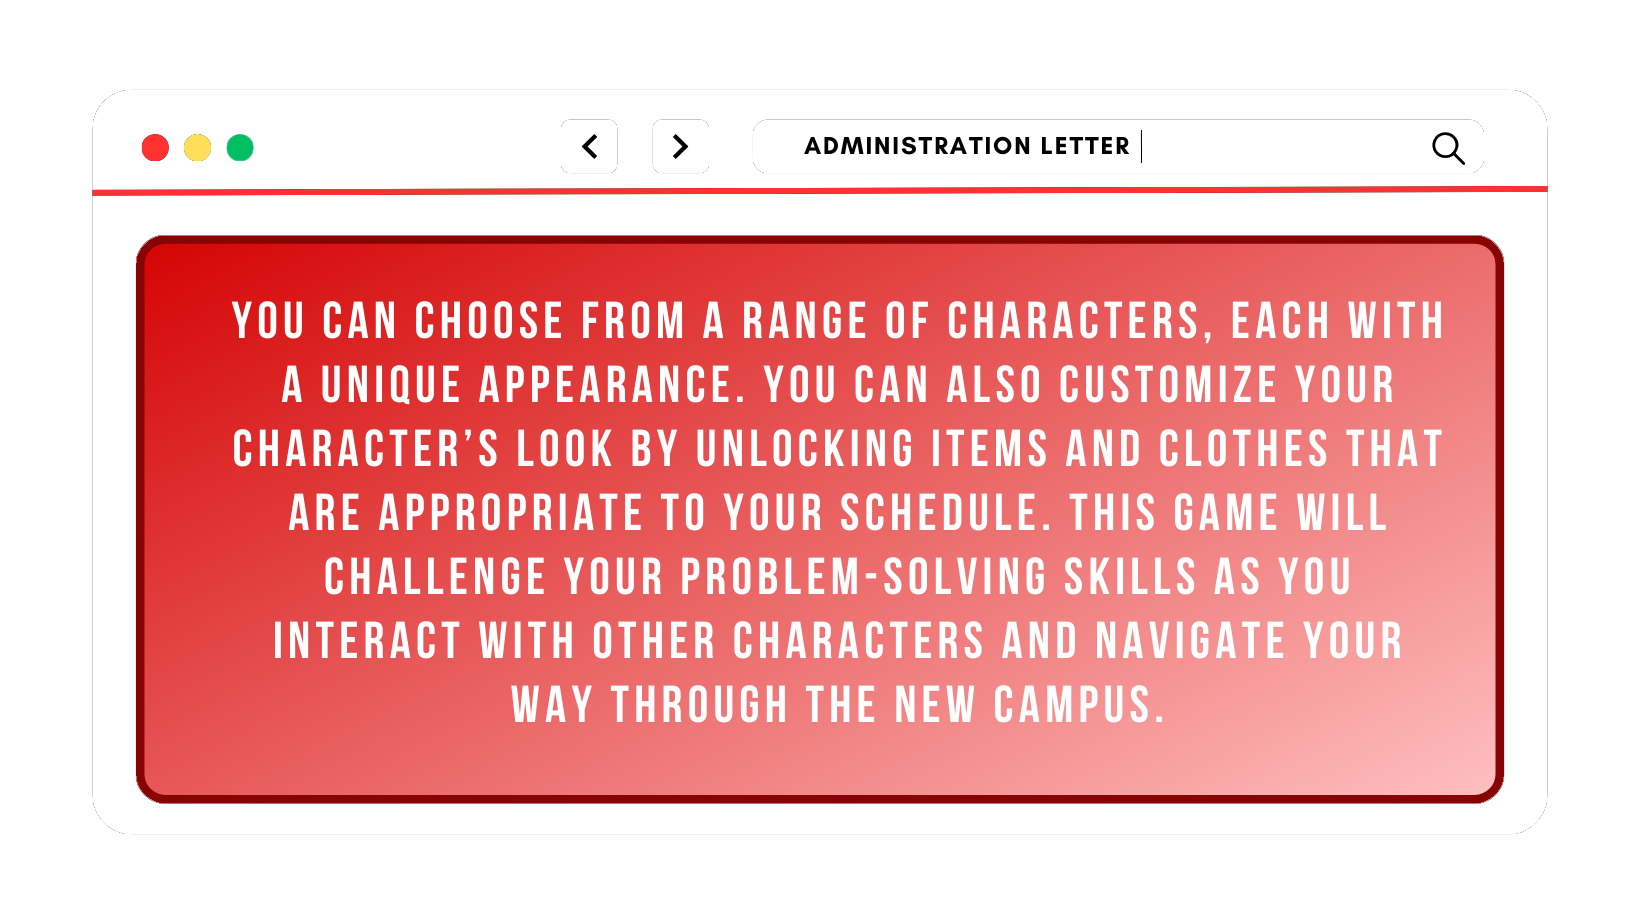 ADMINISTRATION LETTER
YOU CAN CHOOSE FROM A RANGE OF CHARACTERS, EACH WITH
A UNIQUE APPEARANCE. YOU CAN ALSO CUSTOMIZE YOUR
CHARACTER’S LOOK BY UNLOCKING ITEMS AND CLOTHES THAT
ARE APPROPRIATE TO YOUR SCHEDULE. THIS GAME WILL
CHALLENGE YOUR PROBLEM-SOLVING SKILLS AS YOU
INTERACT WITH OTHER CHARACTERS AND NAVIGATE YOUR
WAY THROUGH THE NEW CAMPUS.